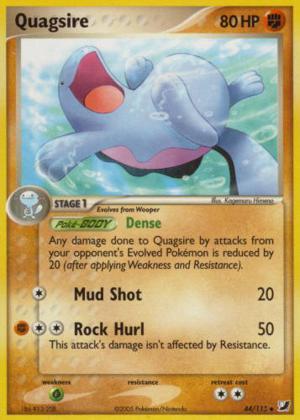 Quagsire 80 HP
Illus. Kagemaru Himeno
STAGE 1
Evolves from Wooper
Poké-BODY Dense
Any damage done to Quagsire by attacks from
your opponent's Evolved Pokémon is reduced by
20 (after applying Weakness and Resistance).
Mud Shot 20
Rock Hurl 50
This attack's damage isn't affected by Resistance.
weakness resistance retreat cost
©2005 Pokémon/Nintendo 44/115